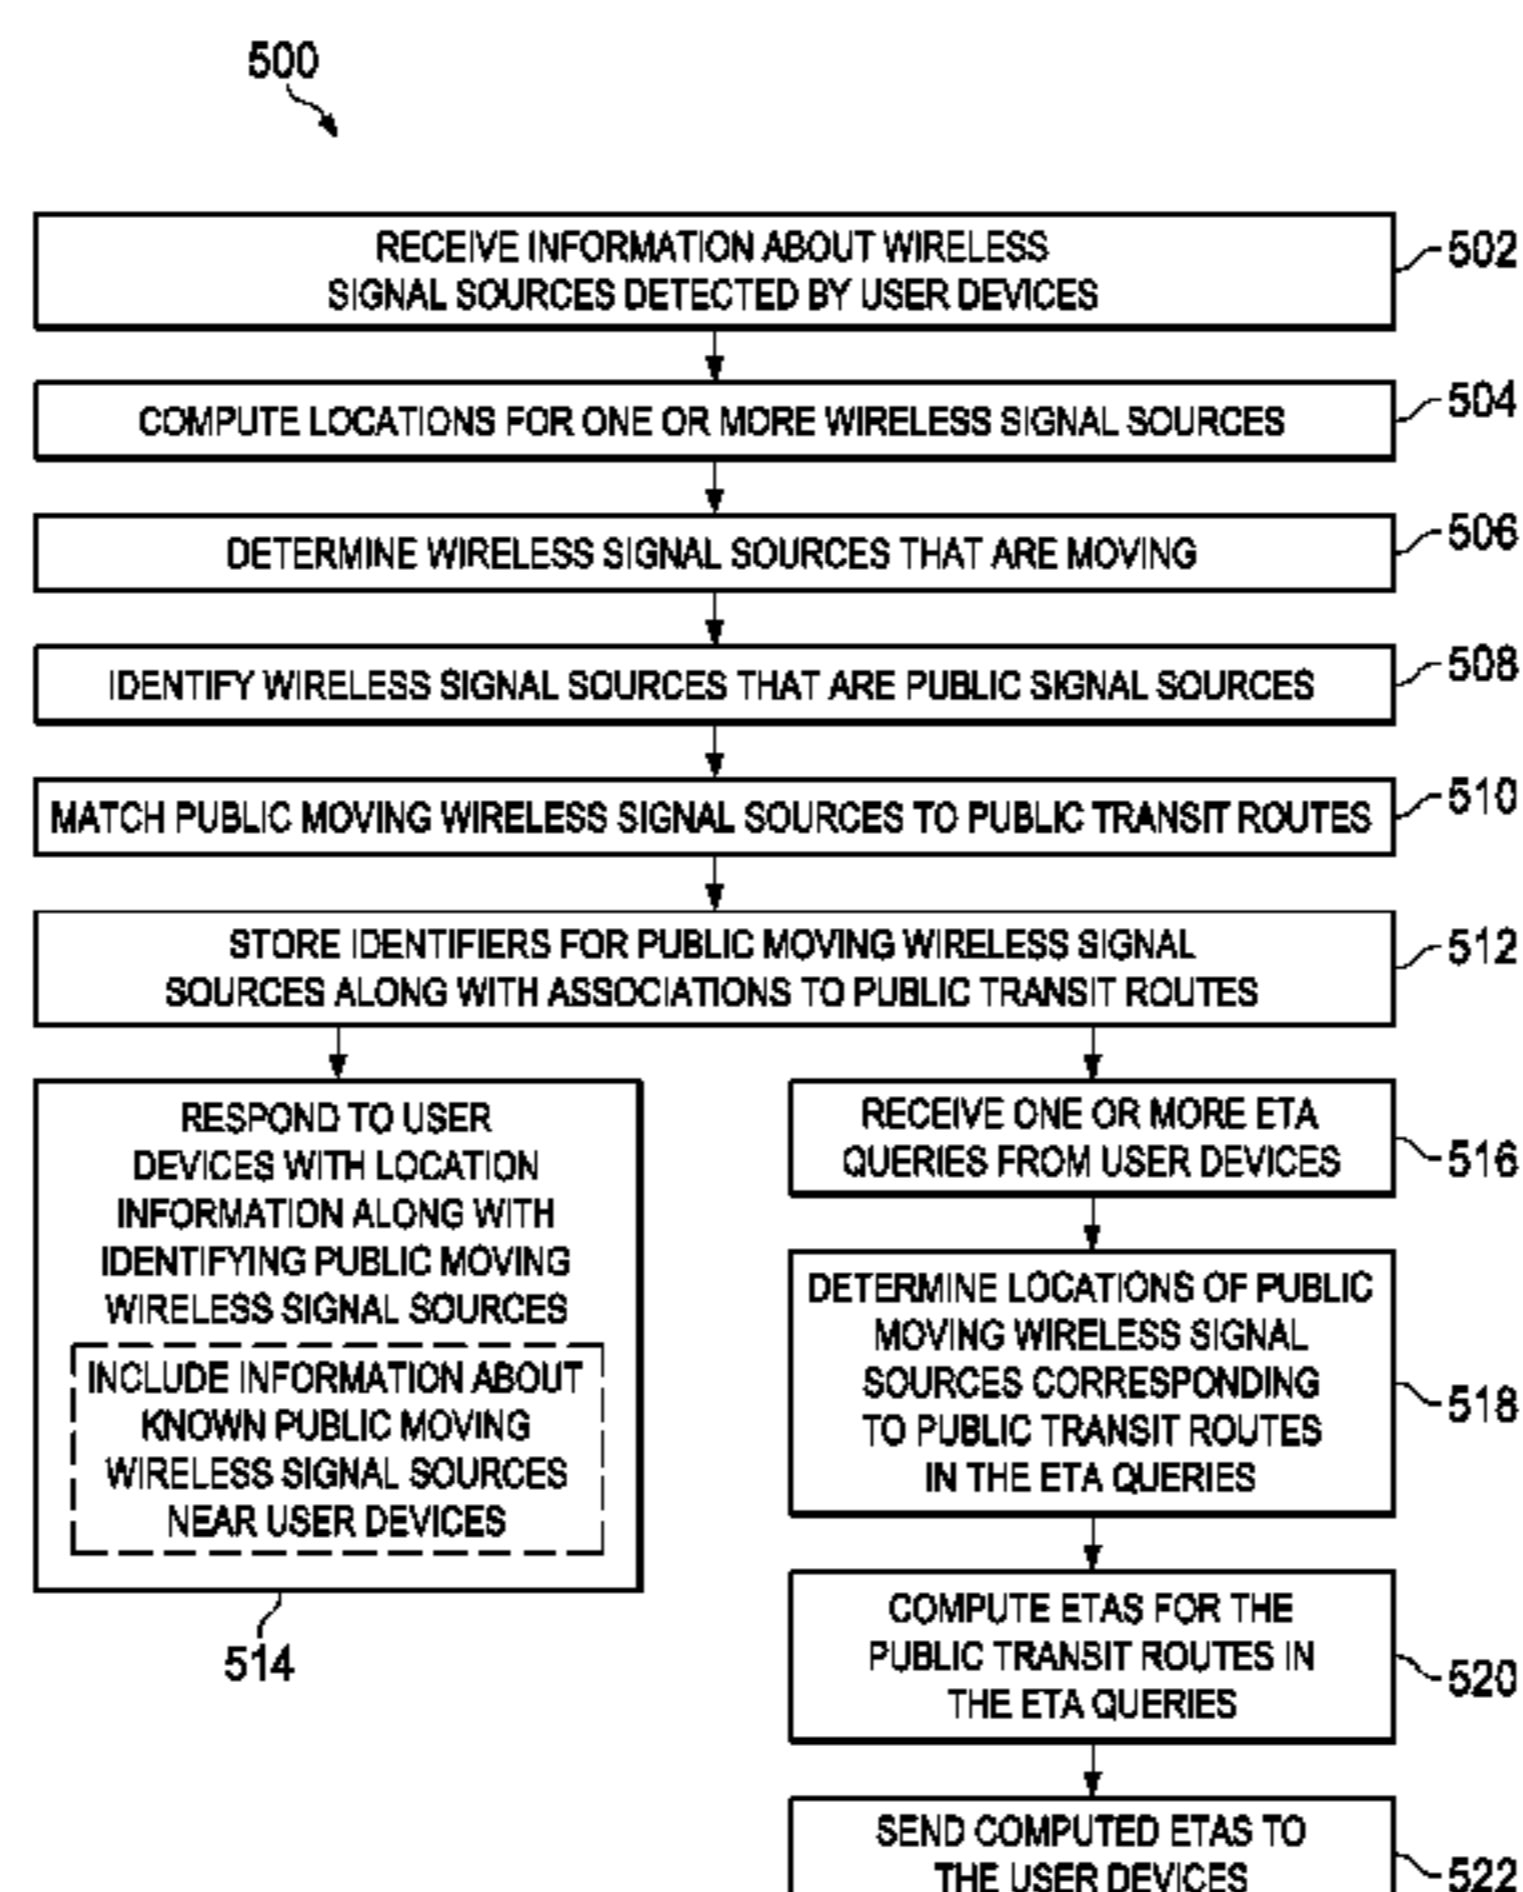 500
RECEIVE INFORMATION ABOUT WIRELESS
SIGNAL SOURCES DETECTED BY USER DEVICES
502
COMPUTE LOCATIONS FOR ONE OR MORE WIRELESS SIGNAL SOURCES
504
DETERMINE WIRELESS SIGNAL SOURCES THAT ARE MOVING
506
IDENTIFY WIRELESS SIGNAL SOURCES THAT ARE PUBLIC SIGNAL SOURCES
508
MATCH PUBLIC MOVING WIRELESS SIGNAL SOURCES TO PUBLIC TRANSIT ROUTES
510
STORE IDENTIFIERS FOR PUBLIC MOVING WIRELESS SIGNAL
SOURCES ALONG WITH ASSOCIATIONS TO PUBLIC TRANSIT ROUTES
512
RESPOND TO USER
DEVICES WITH LOCATION
INFORMATION ALONG WITH
IDENTIFYING PUBLIC MOVING
WIRELESS SIGNAL SOURCES
INCLUDE INFORMATION ABOUT
KNOWN PUBLIC MOVING
WIRELESS SIGNAL SOURCES
NEAR USER DEVICES
514
RECEIVE ONE OR MORE ETA
QUERIES FROM USER DEVICES
516
DETERMINE LOCATIONS OF PUBLIC
MOVING WIRELESS SIGNAL
SOURCES CORRESPONDING
TO PUBLIC TRANSIT ROUTES
IN THE ETA QUERIES
518
COMPUTE ETAS FOR THE
PUBLIC TRANSIT ROUTES IN
THE ETA QUERIES
520
SEND COMPUTED ETAS TO
THE USER DEVICES
522